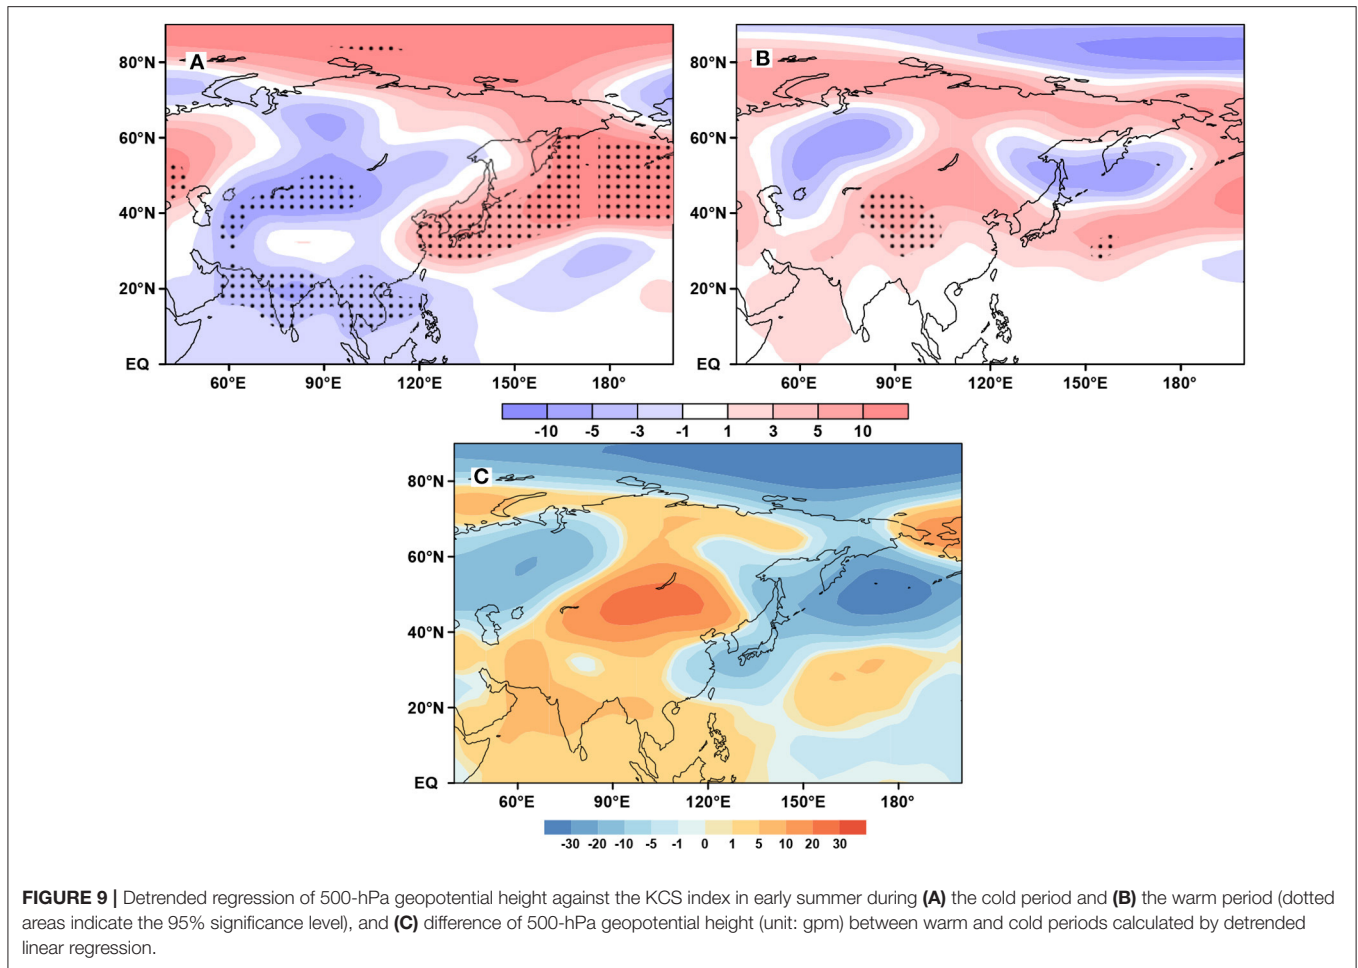 A
80°N
60°N
40°N
20°N
EQ
60°E 90°E 120°E 150°E 180°
B
80°N
60°N
40°N
20°N
EQ
60°E 90°E 120°E 150°E 180°
-10 -5 -3 -1 1 3 5 10
C
80°N
60°N
40°N
20°N
EQ
60°E 90°E 120°E 150°E 180°
-30 -20 -10 -5 -1 0 1 5 10 20 30
FIGURE 9 | Detrended regression of 500-hPa geopotential height against the KCS index in early summer during (A) the cold period and (B) the warm period (dotted
areas indicate the 95% significance level), and (C) difference of 500-hPa geopotential height (unit: gpm) between warm and cold periods calculated by detrended
linear regression.